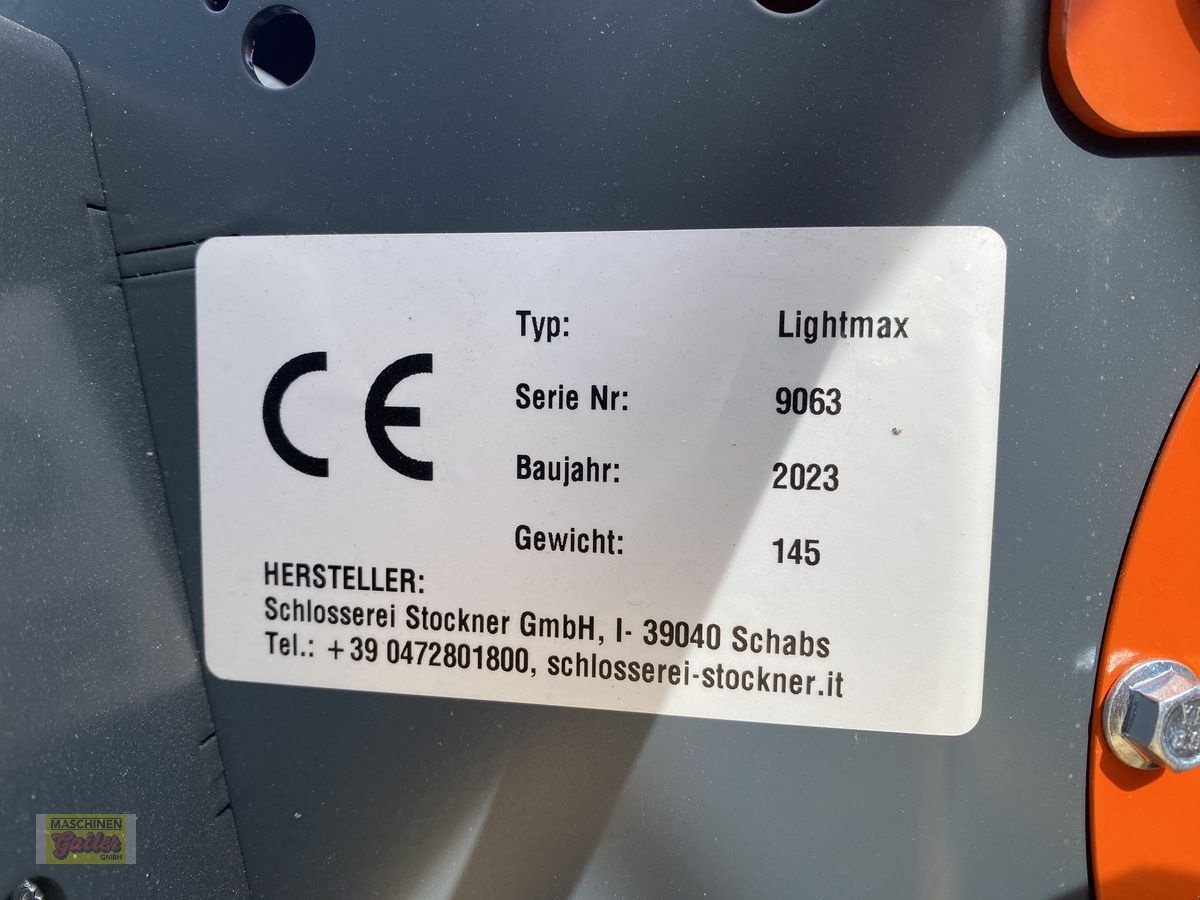 CE
Typ: Lightmax
Serie Nr: 9063
Baujahr: 2023
Gewicht: 145
HERSTELLER:
Schlosserei Stockner GmbH, I- 39040 Schabs
Tel.: +39 0472801800, schlosserei-stockner.it
MASCHINEN
Gailer
GMBH